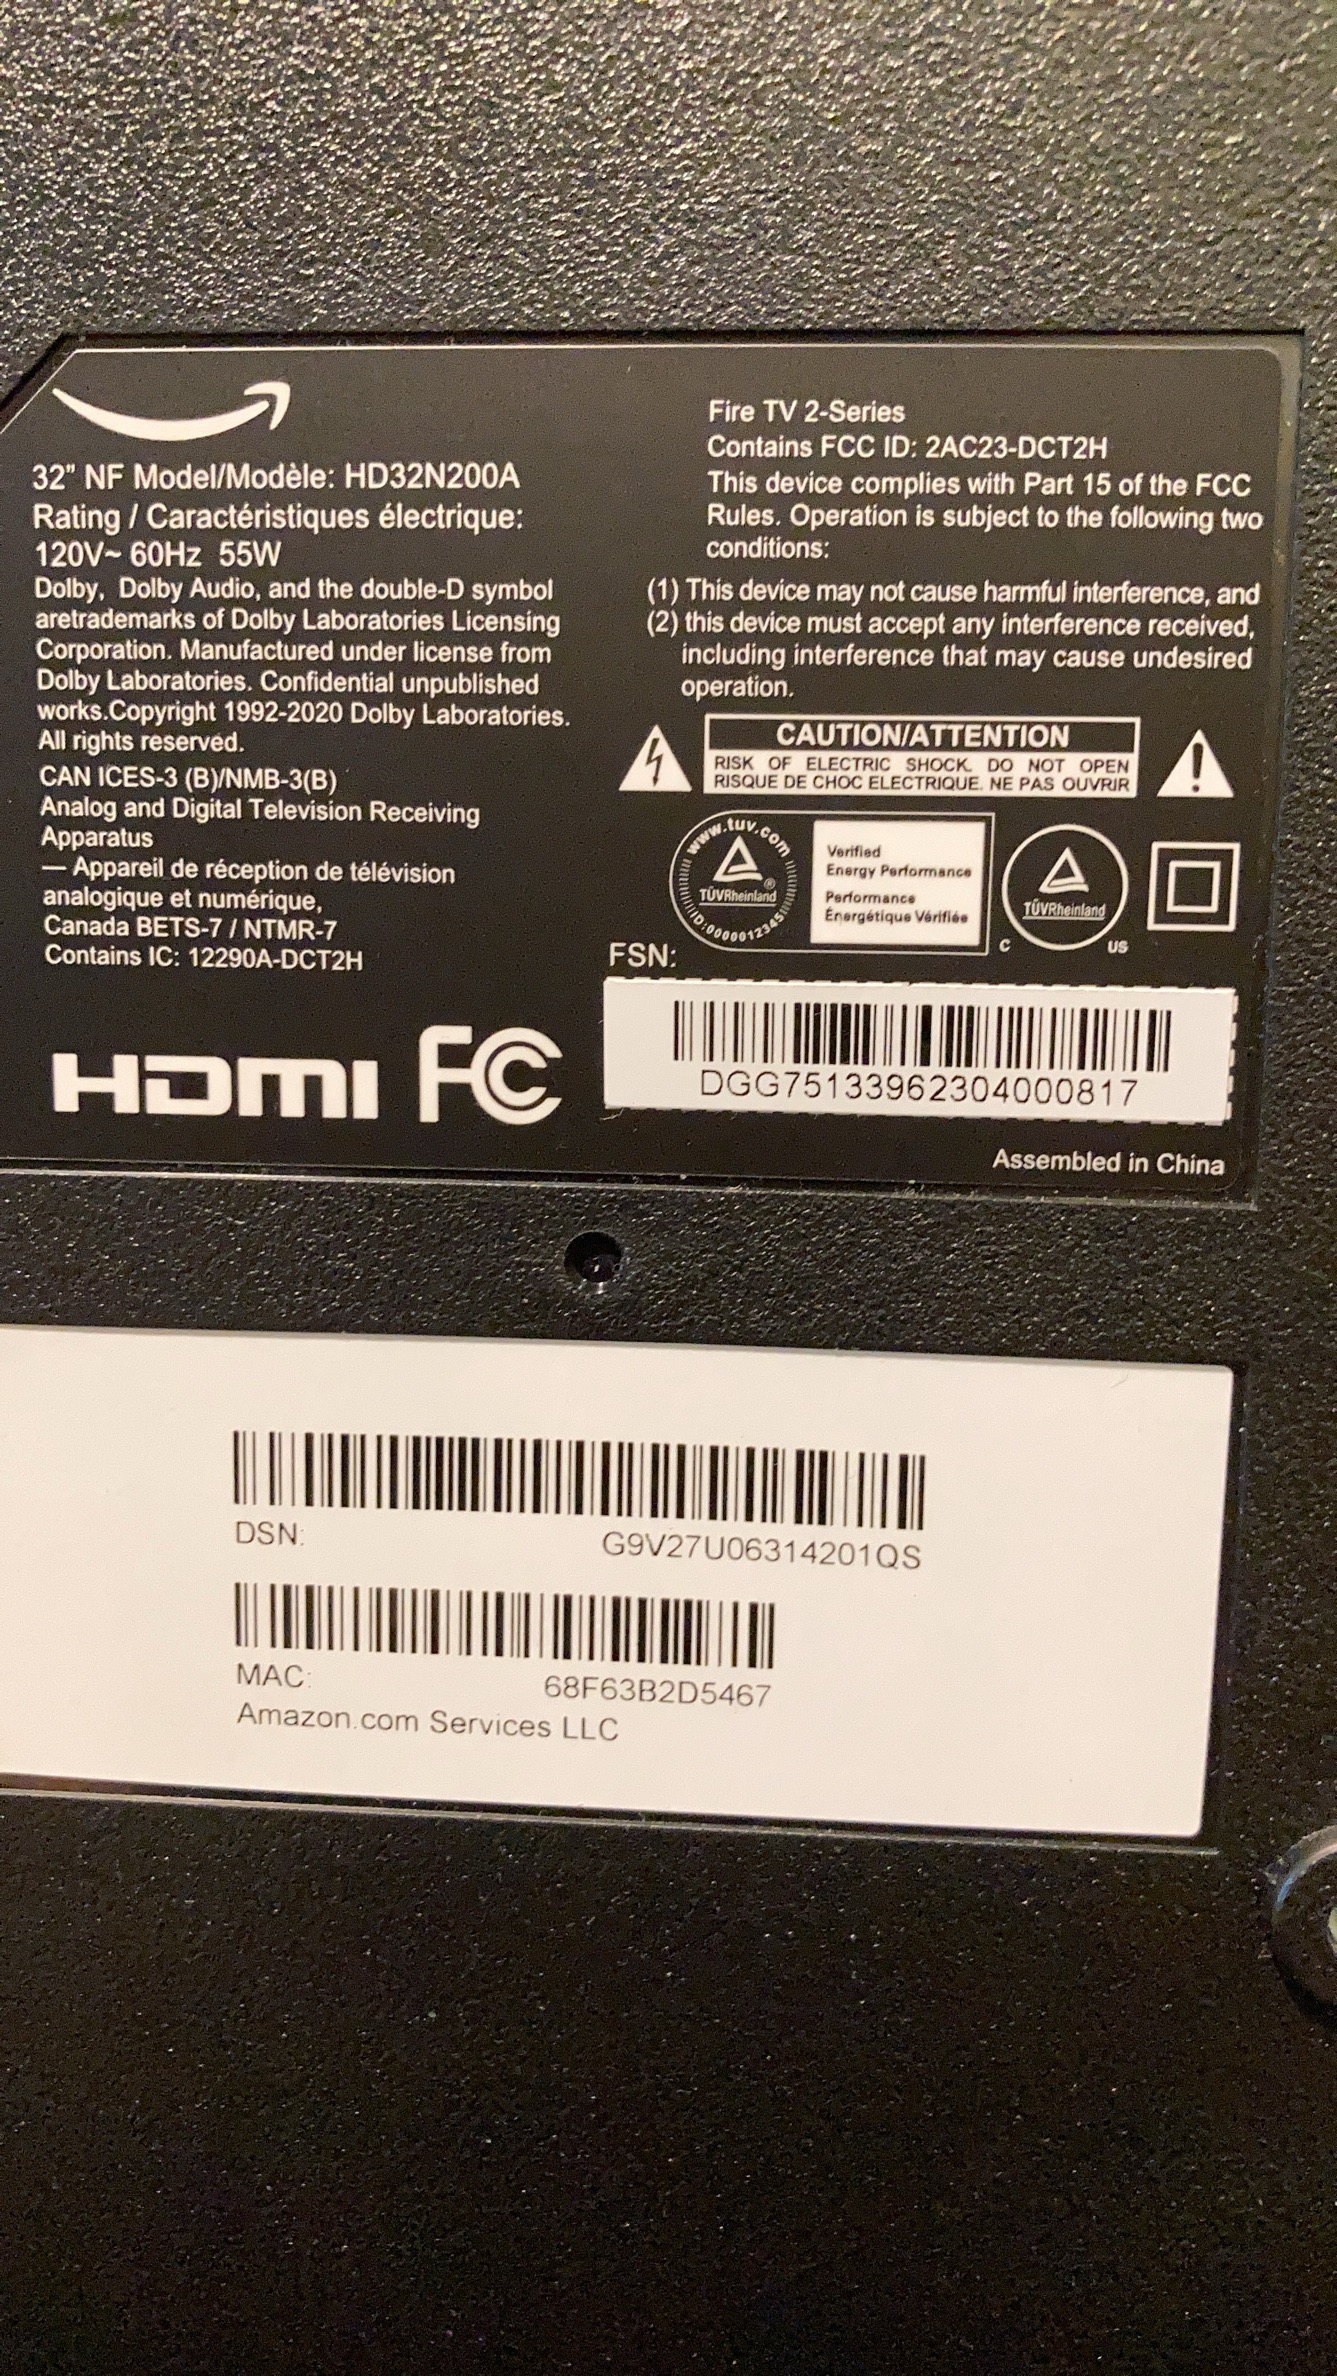 32” NF Model/Modèle: HD32N200A
Rating / Caractéristiques électrique:
120V~ 60Hz 55W
Dolby, Dolby Audio, and the double-D symbol
aretrademarks of Dolby Laboratories Licensing
Corporation. Manufactured under license from
Dolby Laboratories. Confidential unpublished
works.Copyright 1992-2020 Dolby Laboratories.
All rights reserved.
CAN ICES-3 (B)/NMB-3(B)
Analog and Digital Television Receiving
Apparatus
— Appareil de réception de télévision
analogique et numérique,
Canada BETS-7 / NTMR-7
Contains IC: 12290A-DCT2H
HDMI FC
Fire TV 2-Series
Contains FCC ID: 2AC23-DCT2H
This device complies with Part 15 of the FCC
Rules. Operation is subject to the following two
conditions:
(1) This device may not cause harmful interference, and
(2) this device must accept any interference received,
including interference that may cause undesired
operation.
CAUTION/ATTENTION
RISK OF ELECTRIC SHOCK. DO NOT OPEN
RISQUE DE CHOC ELECTRIQUE. NE PAS OUVRIR
www.tuv.com
TÜVRheinland®
ID:0000012345
Verified
Energy Performance
Performance
Énergétique Vérifiée
TÜVRheinland
C US
FSN:
DGG75133962304000817
Assembled in China
DSN: G9V27U06314201QS
MAC: 68F63B2D5467
Amazon.com Services LLC